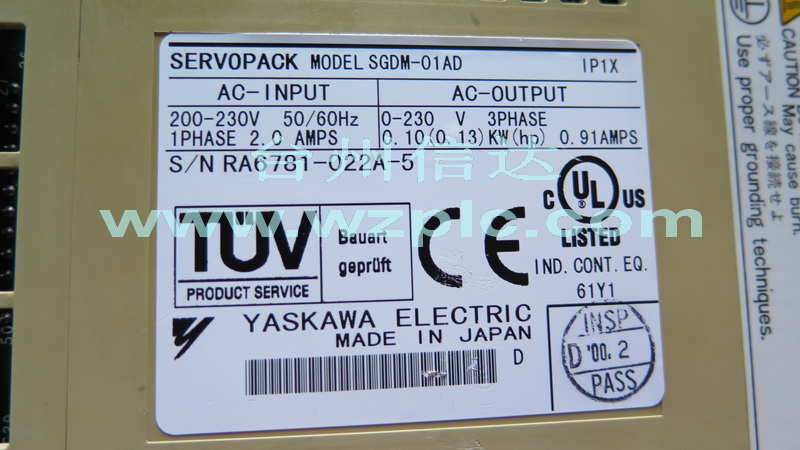 SERVOPACK MODEL SGDM-01AD IP1X
AC-INPUT AC-OUTPUT
200-230V 50/60Hz 0-230 V 3PHASE
1PHASE 2.0 AMPS 0.10(0.13)KW(hp) 0.91AMPS
S/N RA6781-022A-5
台州信达
www.wzplc.com
C UL US
LISTED
IND. CONT. EQ.
61Y1
TÜV
PRODUCT SERVICE
Bauart
geprüft
CE
YASKAWA ELECTRIC
MADE IN JAPAN
D
INSP
D '00. 2
PASS
CAUTION May cause burn.
必ずアース線を接続せよ
Use proper grounding techniques.